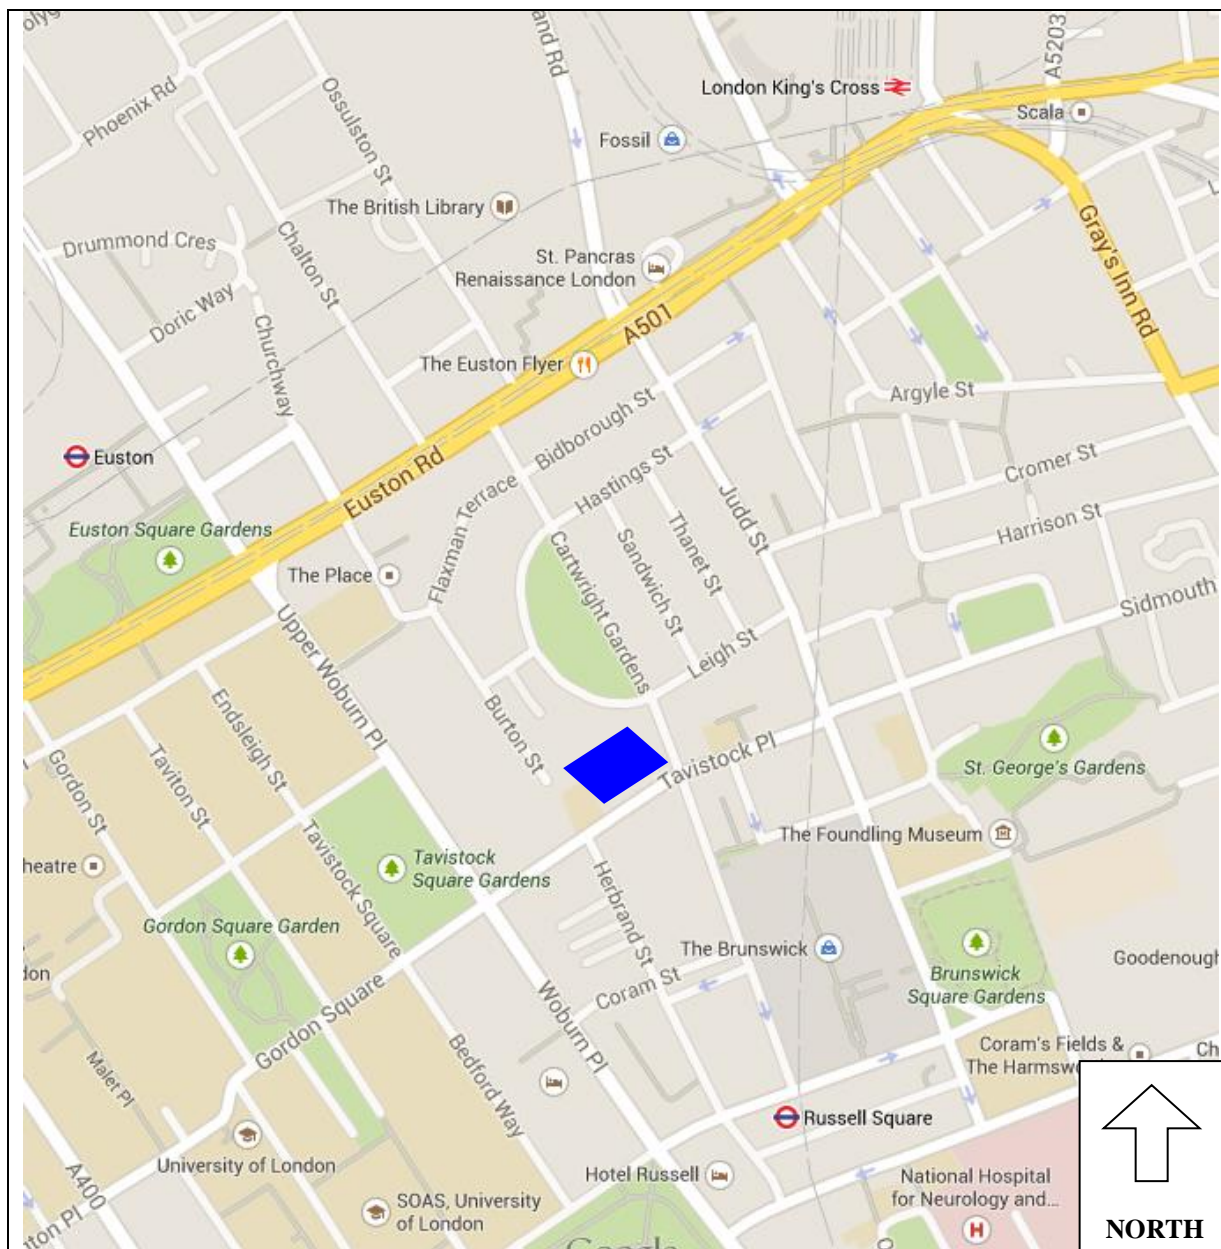 and Rd
A5203
London King's Cross
Scala
Phoenix Rd
Ossulston St
Fossil
The British Library
Drummond Cres
Chalton St
St. Pancras
Renaissance London
Gray's Inn Rd
Doric Way
Churchway
A501
The Euston Flyer
Argyle St
Bidborough St
Euston
Euston Rd
Hastings St
Cromer St
Judd St
Flaxman Terrace
Euston Square Gardens
Cartwright Gardens
Sandwich St
Thanet St
Harrison St
The Place
Sidmouth
Upper Woburn Pl
Leigh St
Endsleigh St
Burton St
Gordon St
Taviton St
Tavistock Pl
St. George's Gardens
The Foundling Museum
heatre
Tavistock
Square Gardens
Tavistock Square
Herbrand St
Gordon Square Garden
The Brunswick
Goodenough
don
Coram St
Brunswick
Square Gardens
Gordon Square
Woburn Pl
Coram's Fields &
The Harmsw
Ch
Malet Pl
Bedford Way
Russell Square
University of London
Hotel Russell
National Hospital
for Neurology and...
A400
SOAS, University
of London
H
NORTH
Google